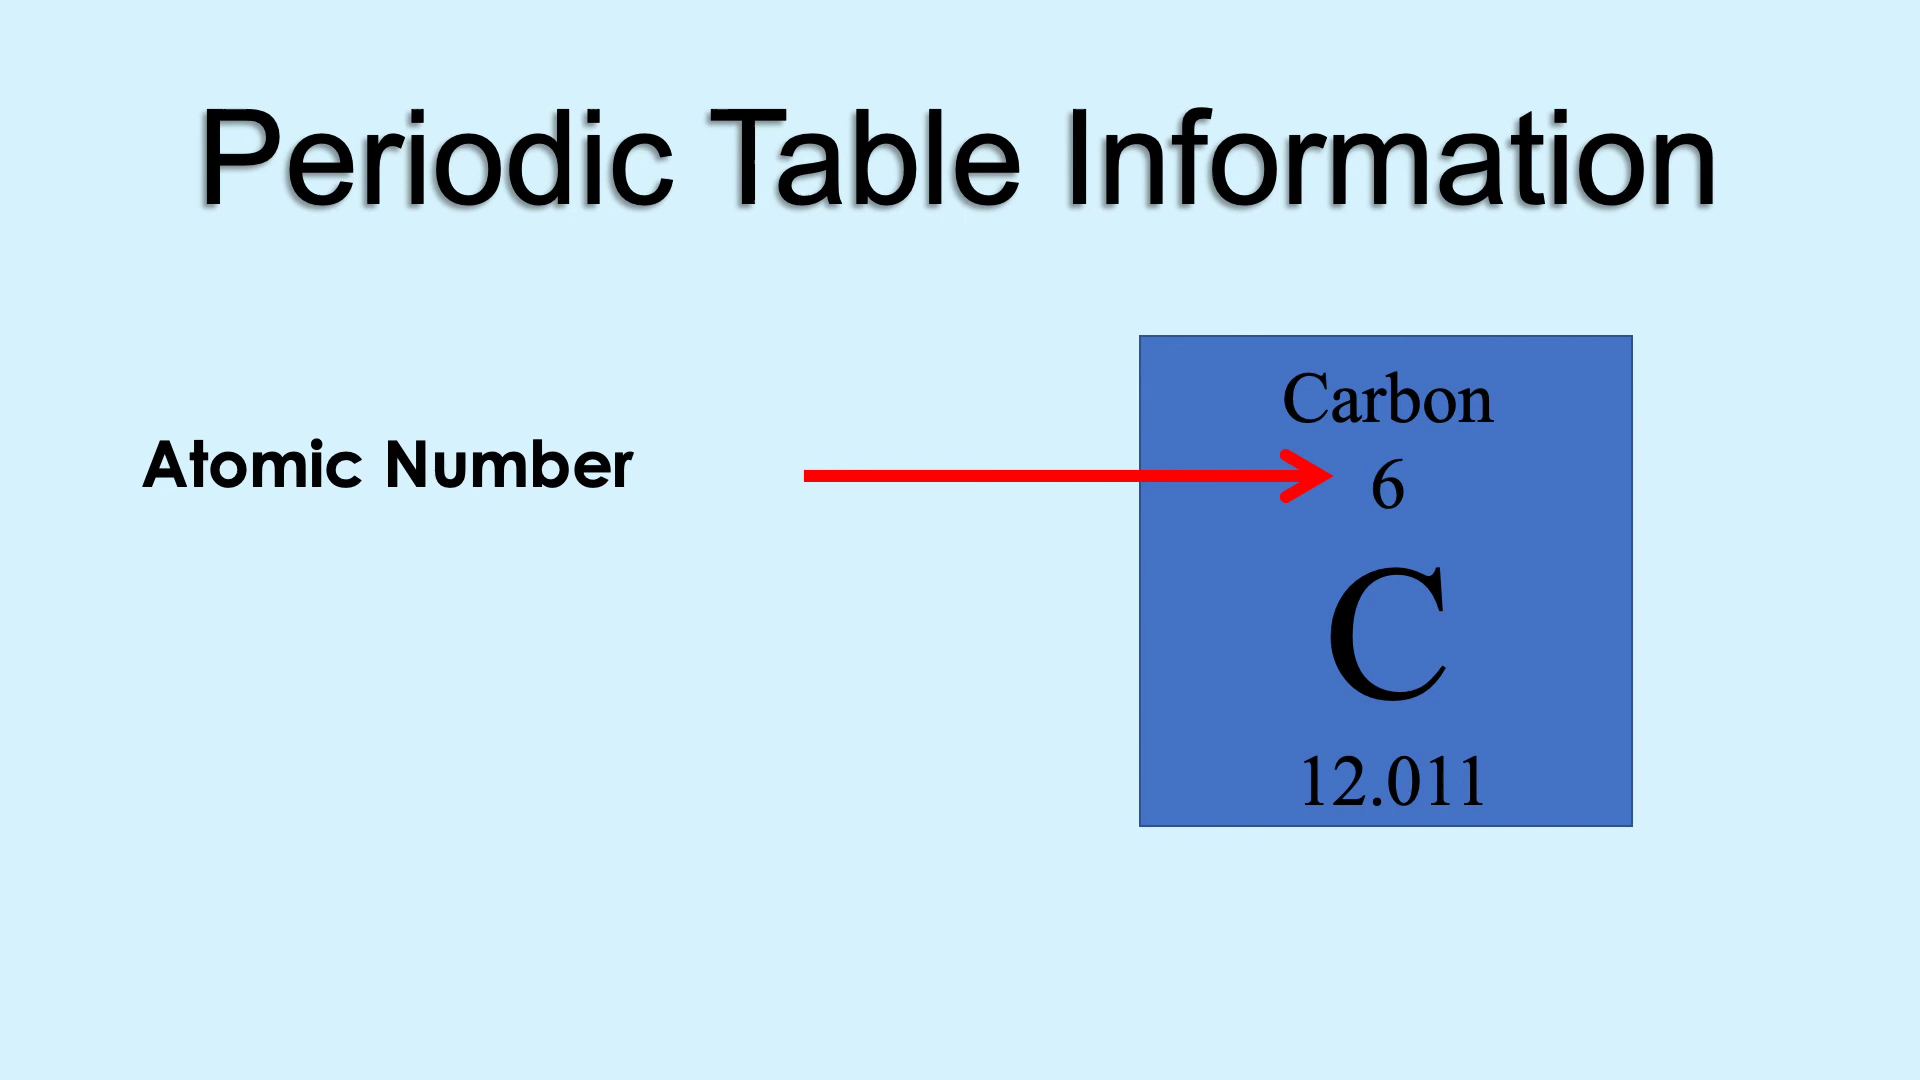 Periodic Table Information
Atomic Number
Carbon
6
C
12.011